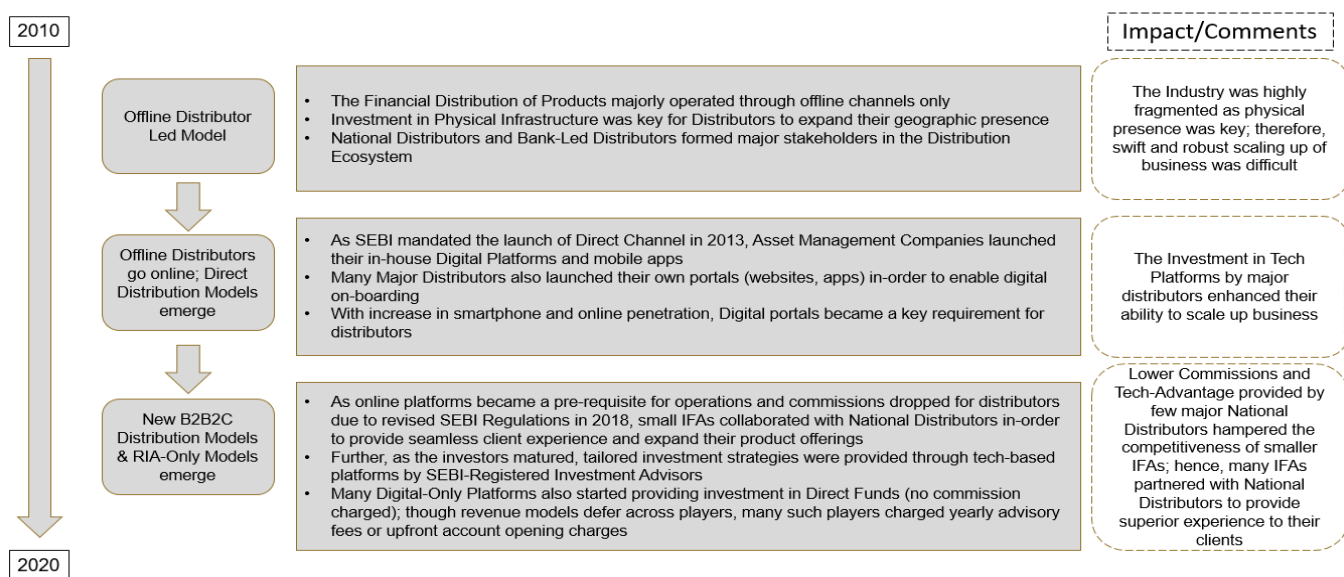 2010
Impact/Comments
Offline Distributor
Led Model
• The Financial Distribution of Products majorly operated through offline channels only
• Investment in Physical Infrastructure was key for Distributors to expand their geographic presence
• National Distributors and Bank-Led Distributors formed major stakeholders in the Distribution
Ecosystem
The Industry was highly
fragmented as physical
presence was key; therefore,
swift and robust scaling up of
business was difficult
Offline Distributors
go online; Direct
Distribution Models
emerge
• As SEBI mandated the launch of Direct Channel in 2013, Asset Management Companies launched
their in-house Digital Platforms and mobile apps
• Many Major Distributors also launched their own portals (websites, apps) in-order to enable digital
on-boarding
• With increase in smartphone and online penetration, Digital portals became a key requirement for
distributors
The Investment in Tech
Platforms by major
distributors enhanced their
ability to scale up business
New B2B2C
Distribution Models
& RIA-Only Models
emerge
• As online platforms became a pre-requisite for operations and commissions dropped for distributors
due to revised SEBI Regulations in 2018, small IFAs collaborated with National Distributors in-order
to provide seamless client experience and expand their product offerings
• Further, as the investors matured, tailored investment strategies were provided through tech-based
platforms by SEBI-Registered Investment Advisors
• Many Digital-Only Platforms also started providing investment in Direct Funds (no commission
charged); though revenue models defer across players, many such players charged yearly advisory
fees or upfront account opening charges
Lower Commissions and
Tech-Advantage provided by
few major National
Distributors hampered the
competitiveness of smaller
IFAs; hence, many IFAs
partnered with National
Distributors to provide
superior experience to their
clients
2020